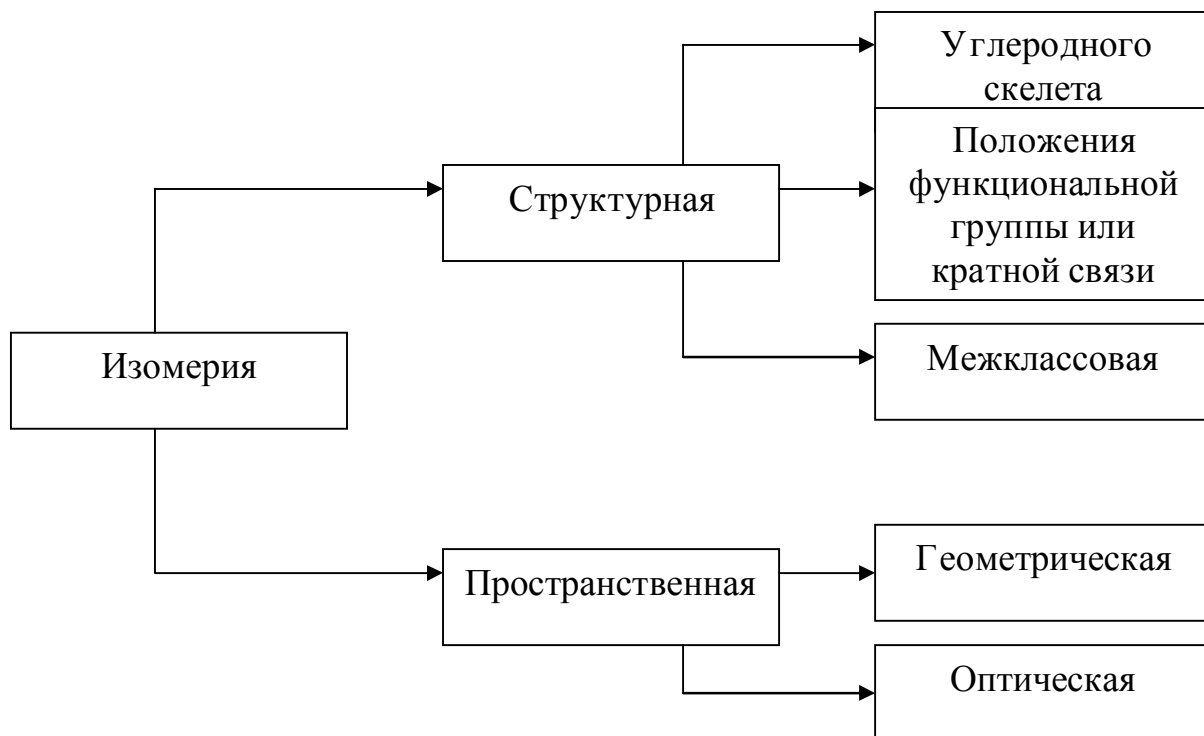 Углеродного
скелета
Положения
функциональной
группы или
кратной связи
Структурная
Изомерия
Межклассовая
Геометрическая
Пространственная
Оптическая